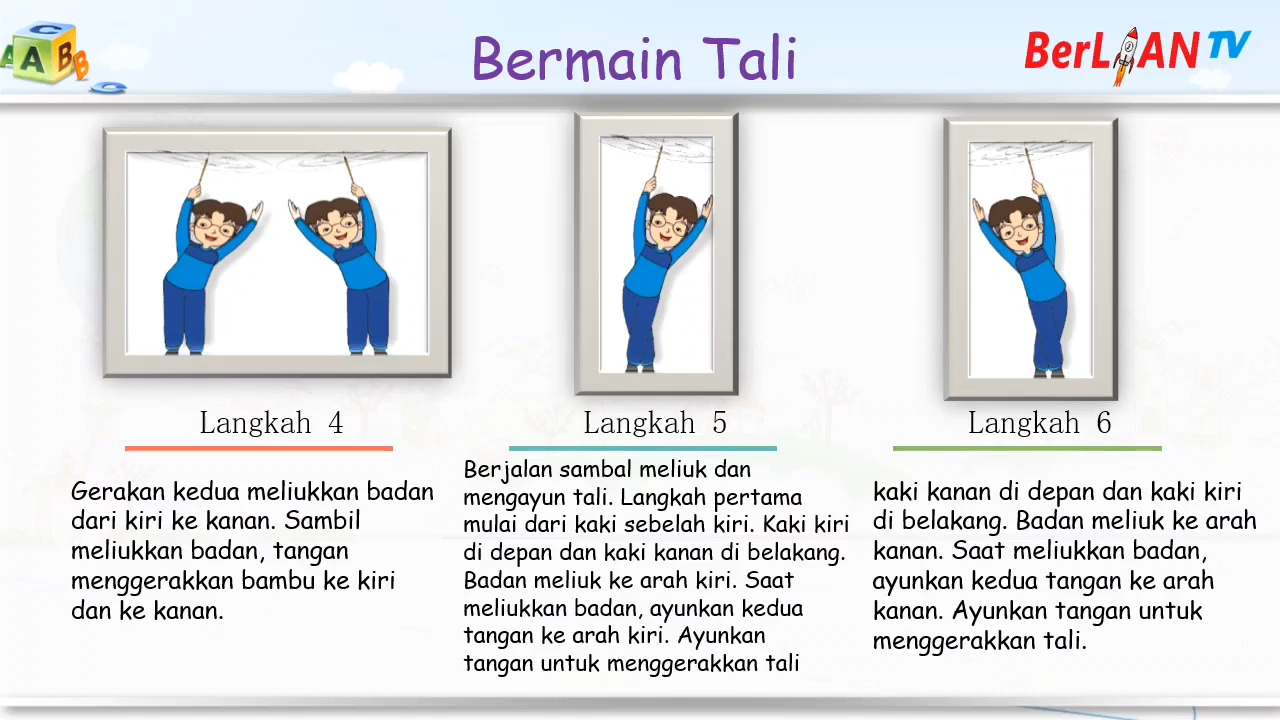 Bermain Tali
BerLIAN TV
A B B C
Langkah 4
Gerakan kedua meliukkan badan
dari kiri ke kanan. Sambil
meliukkan badan, tangan
menggerakkan bambu ke kiri
dan ke kanan.
Langkah 5
Berjalan sambal meliuk dan
mengayun tali. Langkah pertama
mulai dari kaki sebelah kiri. Kaki kiri
di depan dan kaki kanan di belakang.
Badan meliuk ke arah kiri. Saat
meliukkan badan, ayunkan kedua
tangan ke arah kiri. Ayunkan
tangan untuk menggerakkan tali
Langkah 6
kaki kanan di depan dan kaki kiri
di belakang. Badan meliuk ke arah
kanan. Saat meliukkan badan,
ayunkan kedua tangan ke arah
kanan. Ayunkan tangan untuk
menggerakkan tali.